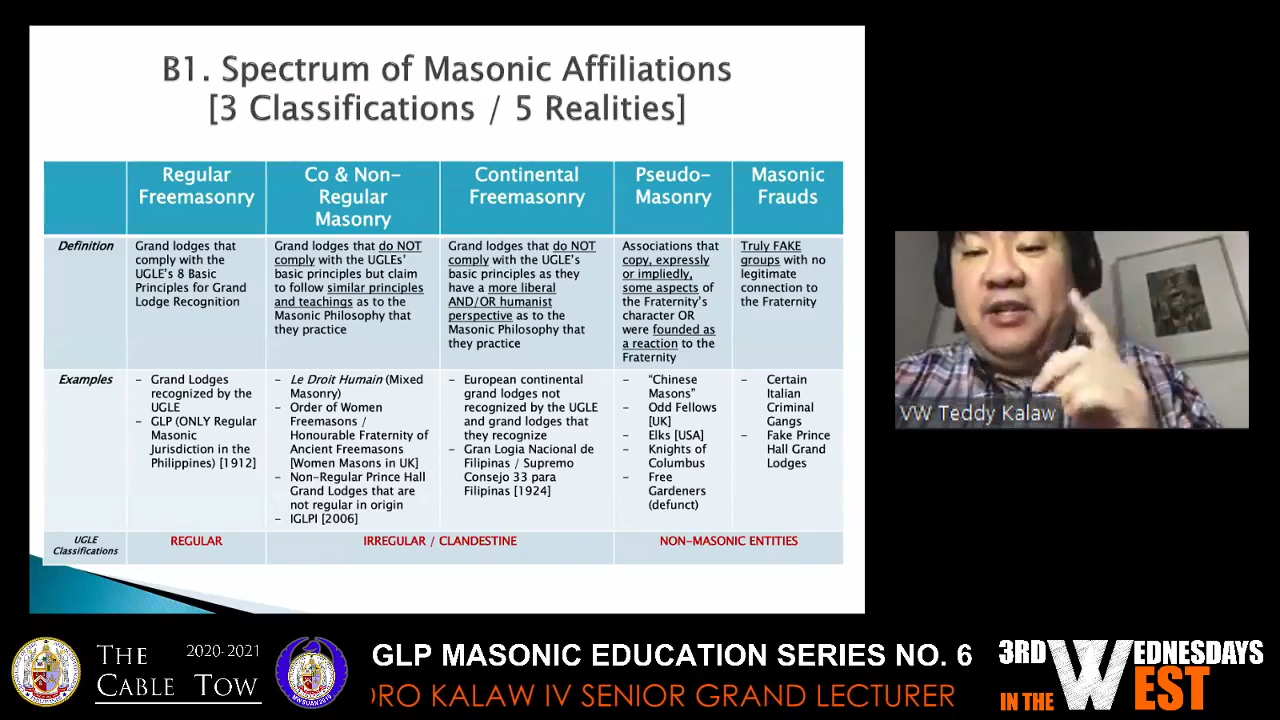 B1. Spectrum of Masonic Affiliations
[3 Classifications / 5 Realities]
Regular
Freemasonry
Co & Non-
Regular
Masonry
Continental
Freemasonry
Pseudo-
Masonry
Masonic
Frauds
Definition
Grand lodges that
comply with the
UGLE's 8 Basic
Principles for Grand
Lodge Recognition
Grand lodges that do NOT
comply with the UGLEs'
basic principles but claim
to follow similar principles
and teachings as to the
Masonic Philosophy that
they practice
Grand lodges that do NOT
comply with the UGLE's
basic principles as they
have a more liberal
AND/OR humanist
perspective as to the
Masonic Philosophy that
they practice
Associations that
copy, expressly
or impliedly,
some aspects of
the Fraternity's
character OR
were founded as
a reaction to the
Fraternity
Truly FAKE
groups with no
legitimate
connection to
the Fraternity
Examples
– Grand Lodges
recognized by the
UGLE
– GLP (ONLY Regular
Masonic
Jurisdiction in the
Philippines) [1912]
– Le Droit Humain (Mixed
Masonry)
– Order of Women
Freemasons /
Honourable Fraternity of
Ancient Freemasons
[Women Masons in UK]
– Non-Regular Prince Hall
Grand Lodges that are
not regular in origin
– IGLPI [2006]
– European continental
grand lodges not
recognized by the UGLE
and grand lodges that
they recognize
– Gran Logia Nacional de
Filipinas / Supremo
Consejo 33 para
Filipinas [1924]
– "Chinese
Masons"
– Odd Fellows
[UK]
– Elks [USA]
– Knights of
Columbus
– Free
Gardeners
(defunct)
– Certain
Italian
Criminal
Gangs
– Fake Prince
Hall Grand
Lodges
UGLE
Classifications
REGULAR
IRREGULAR / CLANDESTINE
NON-MASONIC ENTITIES
VW Teddy Kalaw
THE
CABLE TOW
2020-2021
GLP MASONIC EDUCATION SERIES NO. 6
DRO KALAW IV SENIOR GRAND LECTURER
3RD WEDNESDAYS
IN THE WEST